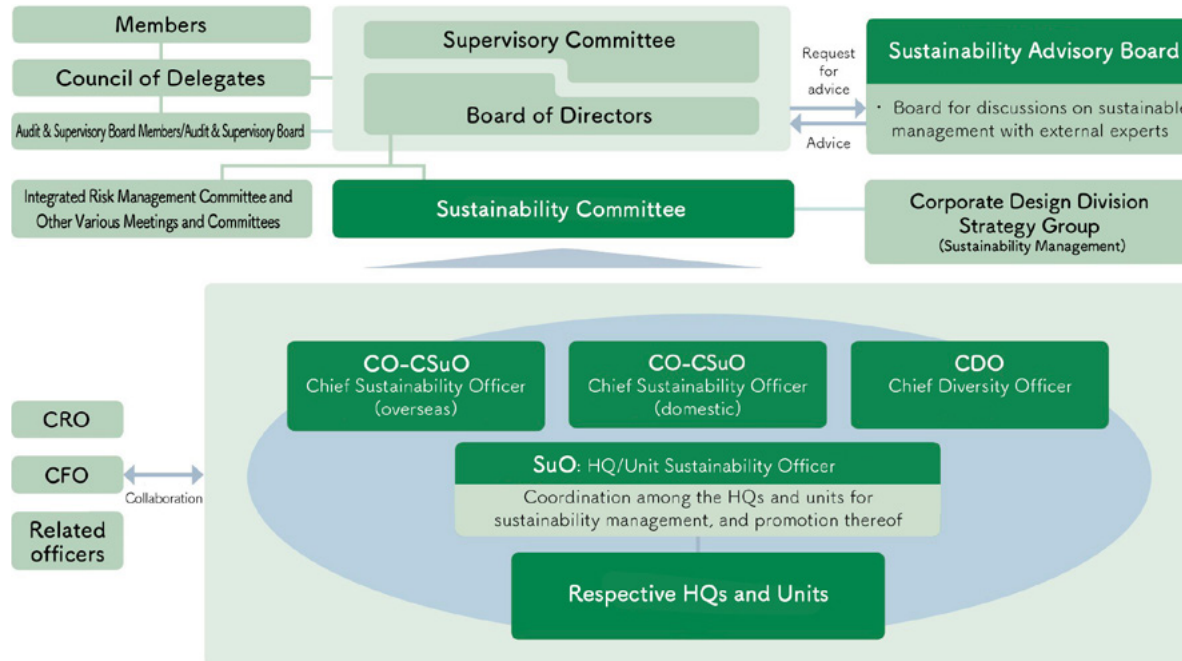 Members
Council of Delegates
Audit & Supervisory Board Members/Audit & Supervisory Board
Supervisory Committee
Board of Directors
Request
for
advice
Advice
Sustainability Advisory Board
· Board for discussions on sustainable
management with external experts
Integrated Risk Management Committee and
Other Various Meetings and Committees
Sustainability Committee
Corporate Design Division
Strategy Group
(Sustainability Management)
CO-CSuO
Chief Sustainability Officer
(overseas)
CO-CSuO
Chief Sustainability Officer
(domestic)
CDO
Chief Diversity Officer
CRO
CFO
Related
officers
Collaboration
SuO: HQ/Unit Sustainability Officer
Coordination among the HQs and units for
sustainability management, and promotion thereof
Respective HQs and Units